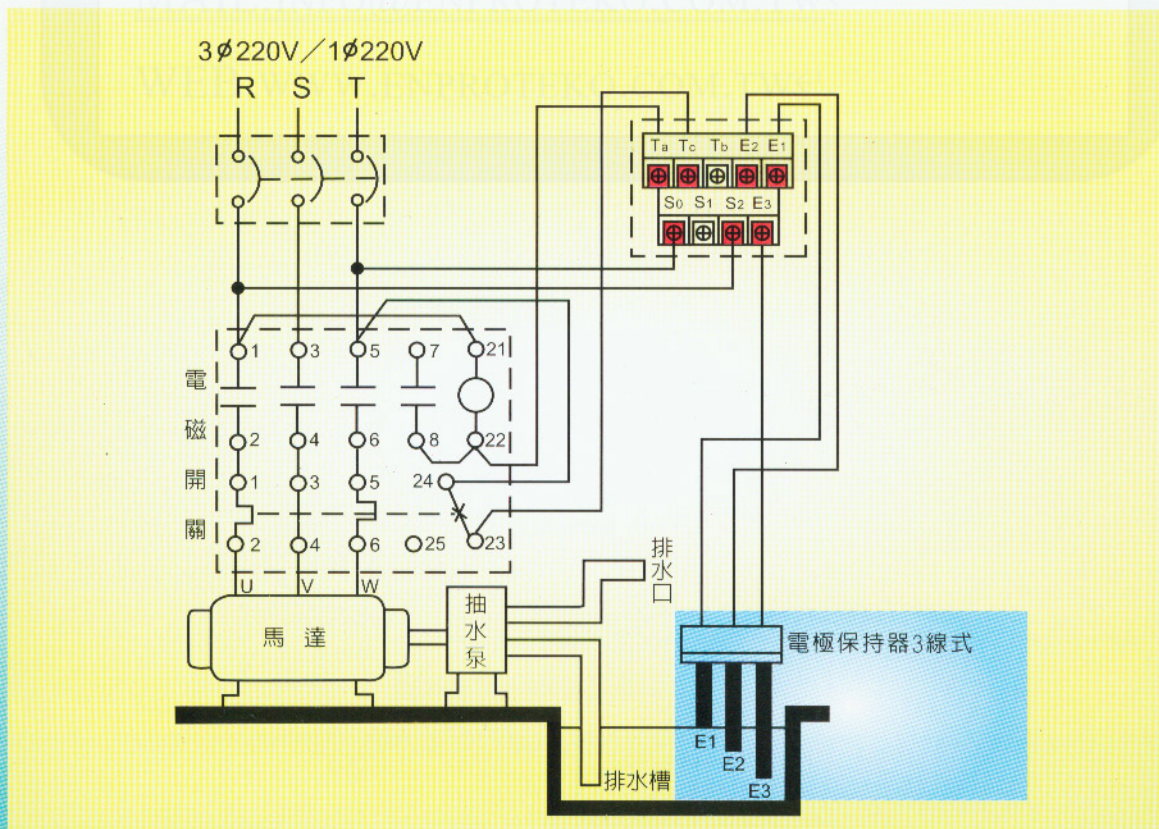 3ø220V／1ø220V
R S T
Ta Tc Tb E2 E1
S0 S1 S2 E3
1 3 5 7 21
2 4 6 8 22
1 3 5 24
2 4 6 25 23
電磁開關
U V W
馬達
抽水泵
排水口
排水槽
電極保持器3線式
E1
E2
E3